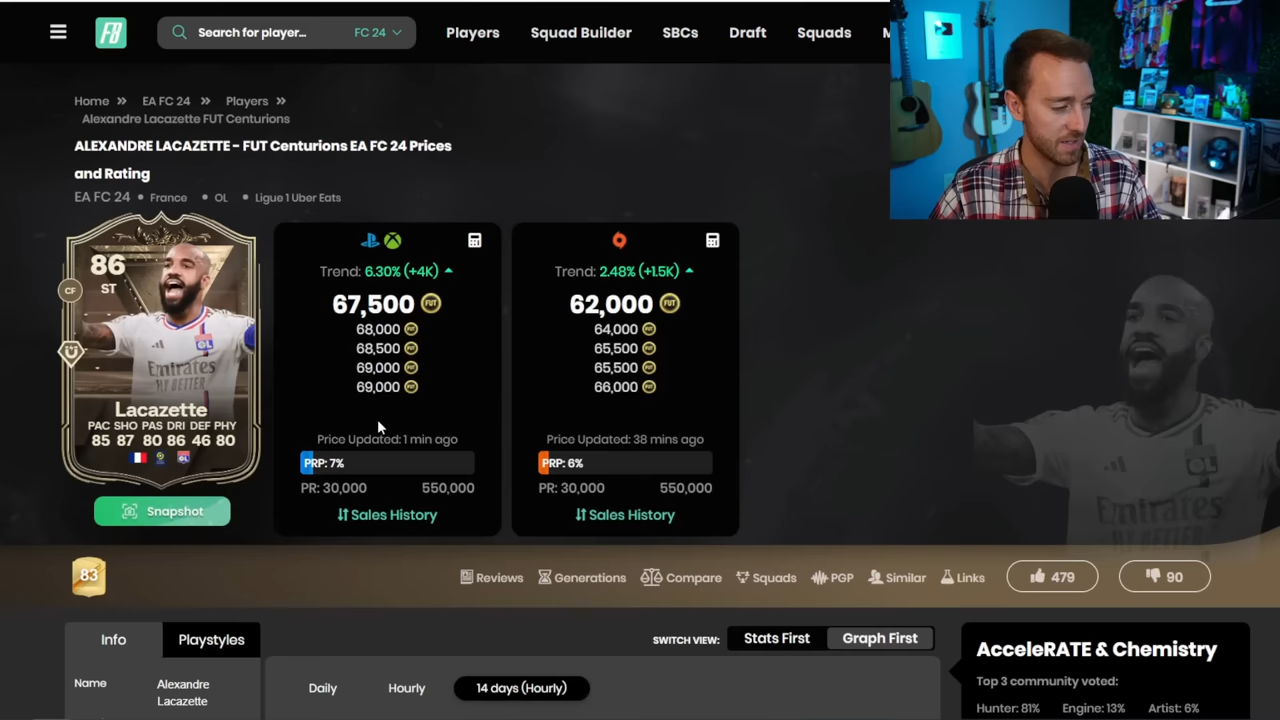 FB
Search for player...
FC 24
Players
Squad Builder
SBCs
Draft
Squads
M
Home » EA FC 24 » Players »
Alexandre Lacazette FUT Centurions
ALEXANDRE LACAZETTE - FUT Centurions EA FC 24 Prices
and Rating
EA FC 24 • France • OL • Ligue 1 Uber Eats
86
ST
CF
Emirates
FLY BETTER
Lacazette
PAC SHO PAS DRI DEF PHY
85 87 80 86 46 80
Snapshot
Trend: 6.30% (+4K)
67,500
68,000
68,500
69,000
69,000
Price Updated: 1 min ago
PRP: 7%
PR: 30,000 550,000
Sales History
Trend: 2.48% (+1.5K)
62,000
64,000
65,500
65,500
66,000
Price Updated: 38 mins ago
PRP: 6%
PR: 30,000 550,000
Sales History
83
Reviews
Generations
Compare
Squads
PGP
Similar
Links
479
90
Info
Playstyles
SWITCH VIEW:
Stats First
Graph First
Name
Alexandre
Lacazette
Daily
Hourly
14 days (Hourly)
AcceleRATE & Chemistry
Top 3 community voted:
Hunter: 81% Engine: 13% Artist: 6%